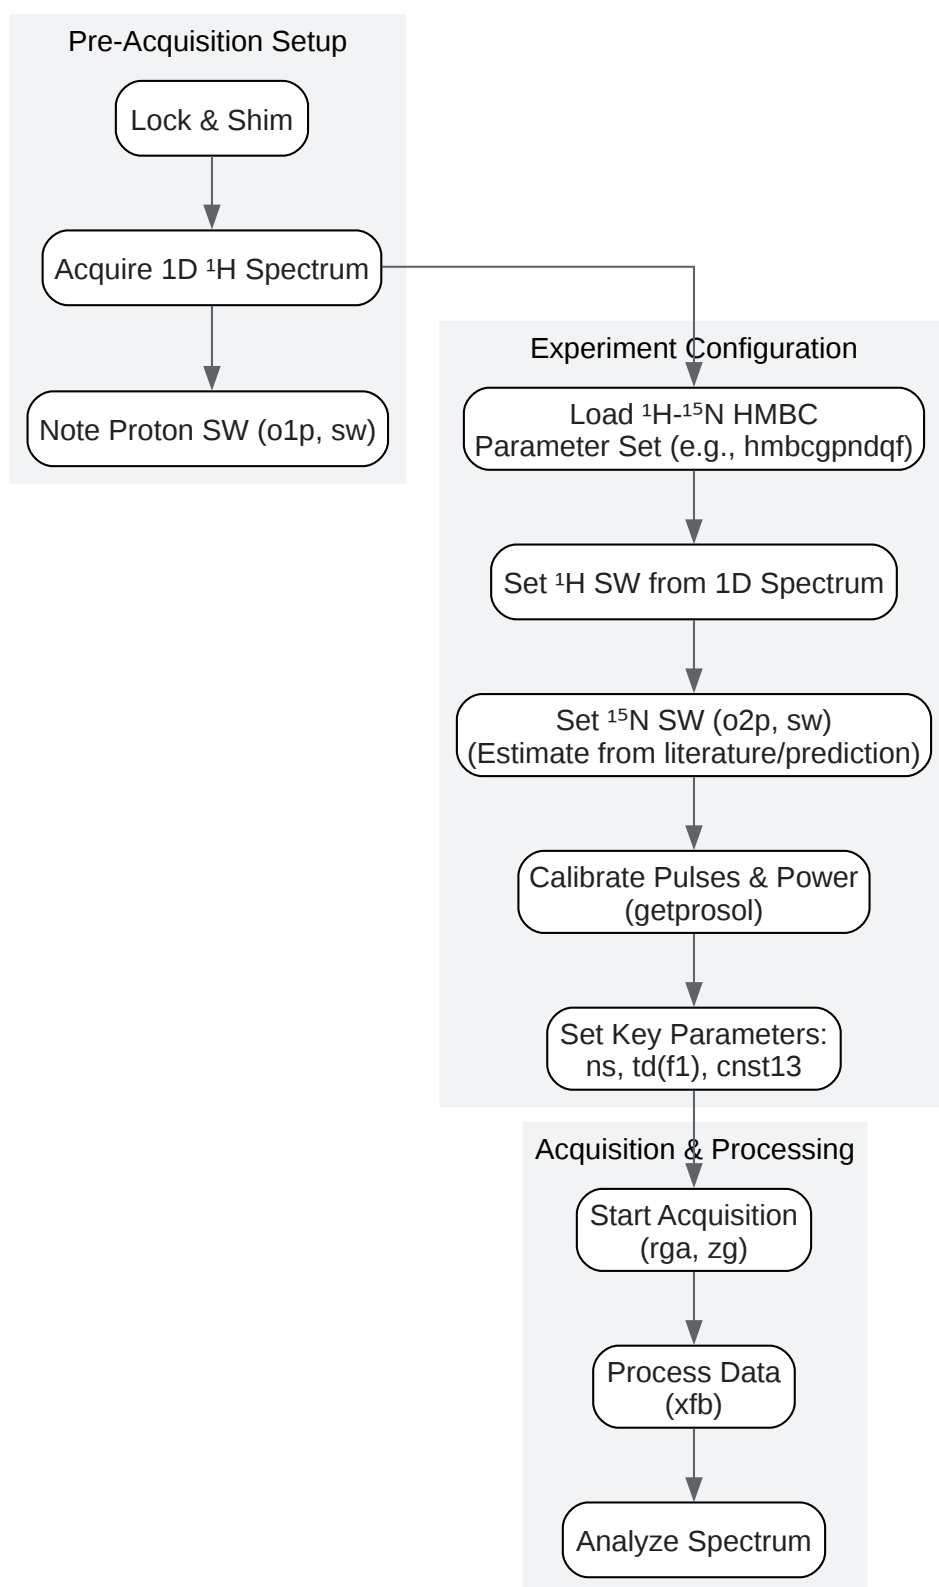 Pre-Acquisition Setup
Lock & Shim
Acquire 1D ¹H Spectrum
Note Proton SW (o1p, sw)
Experiment Configuration
Load ¹H-¹⁵N HMBC
Parameter Set (e.g., hmbcgpndqf)
Set ¹H SW from 1D Spectrum
Set ¹⁵N SW (o2p, sw)
(Estimate from literature/prediction)
Calibrate Pulses & Power
(getprosol)
Set Key Parameters:
ns, td(f1), cnst13
Acquisition & Processing
Start Acquisition
(rga, zg)
Process Data
(xfb)
Analyze Spectrum